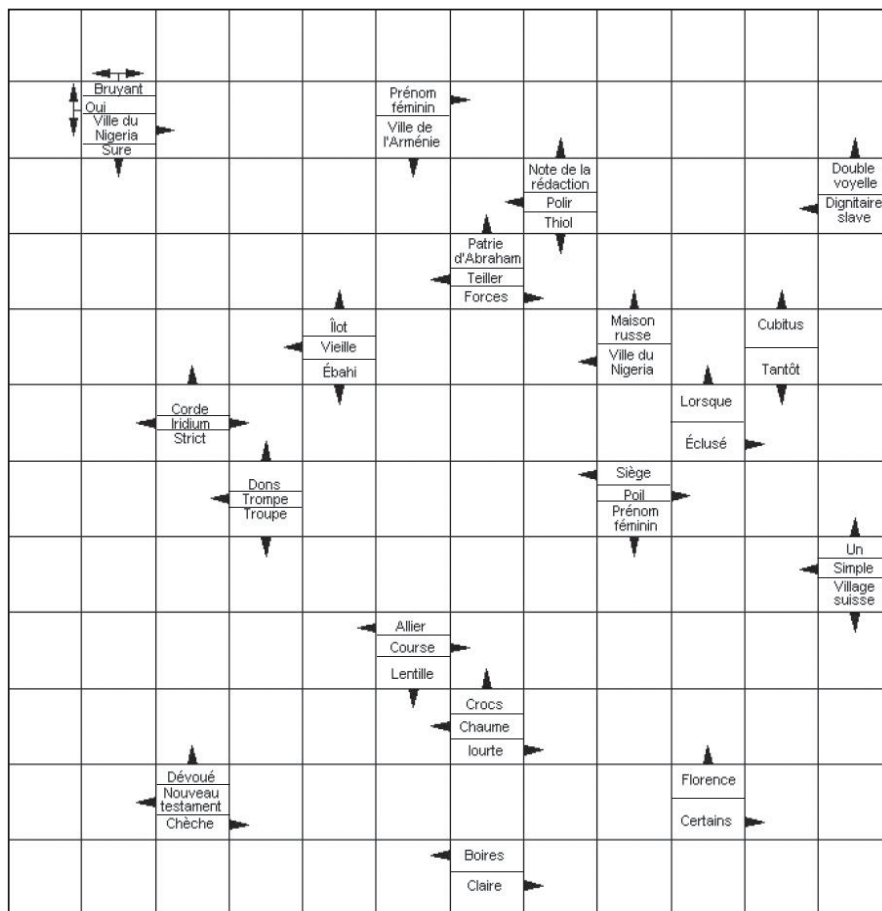 Bruyant
Oui
Ville du
Nigeria
Sure
Prénom
féminin
Ville de
l'Arménie
Note de la
rédaction
Polir
Thiol
Double
voyelle
Dignitaire
slave
Patrie
d'Abraham
Teiller
Forces
Îlot
Vieille
Ébahi
Maison
russe
Ville du
Nigeria
Cubitus
Tantôt
Corde
Iridium
Strict
Lorsque
Éclusé
Dons
Trompe
Troupe
Siège
Poil
Prénom
féminin
Un
Simple
Village
suisse
Allier
Course
Lentille
Crocs
Chaume
Iourte
Dévoué
Nouveau
testament
Chèche
Florence
Certains
Boires
Claire